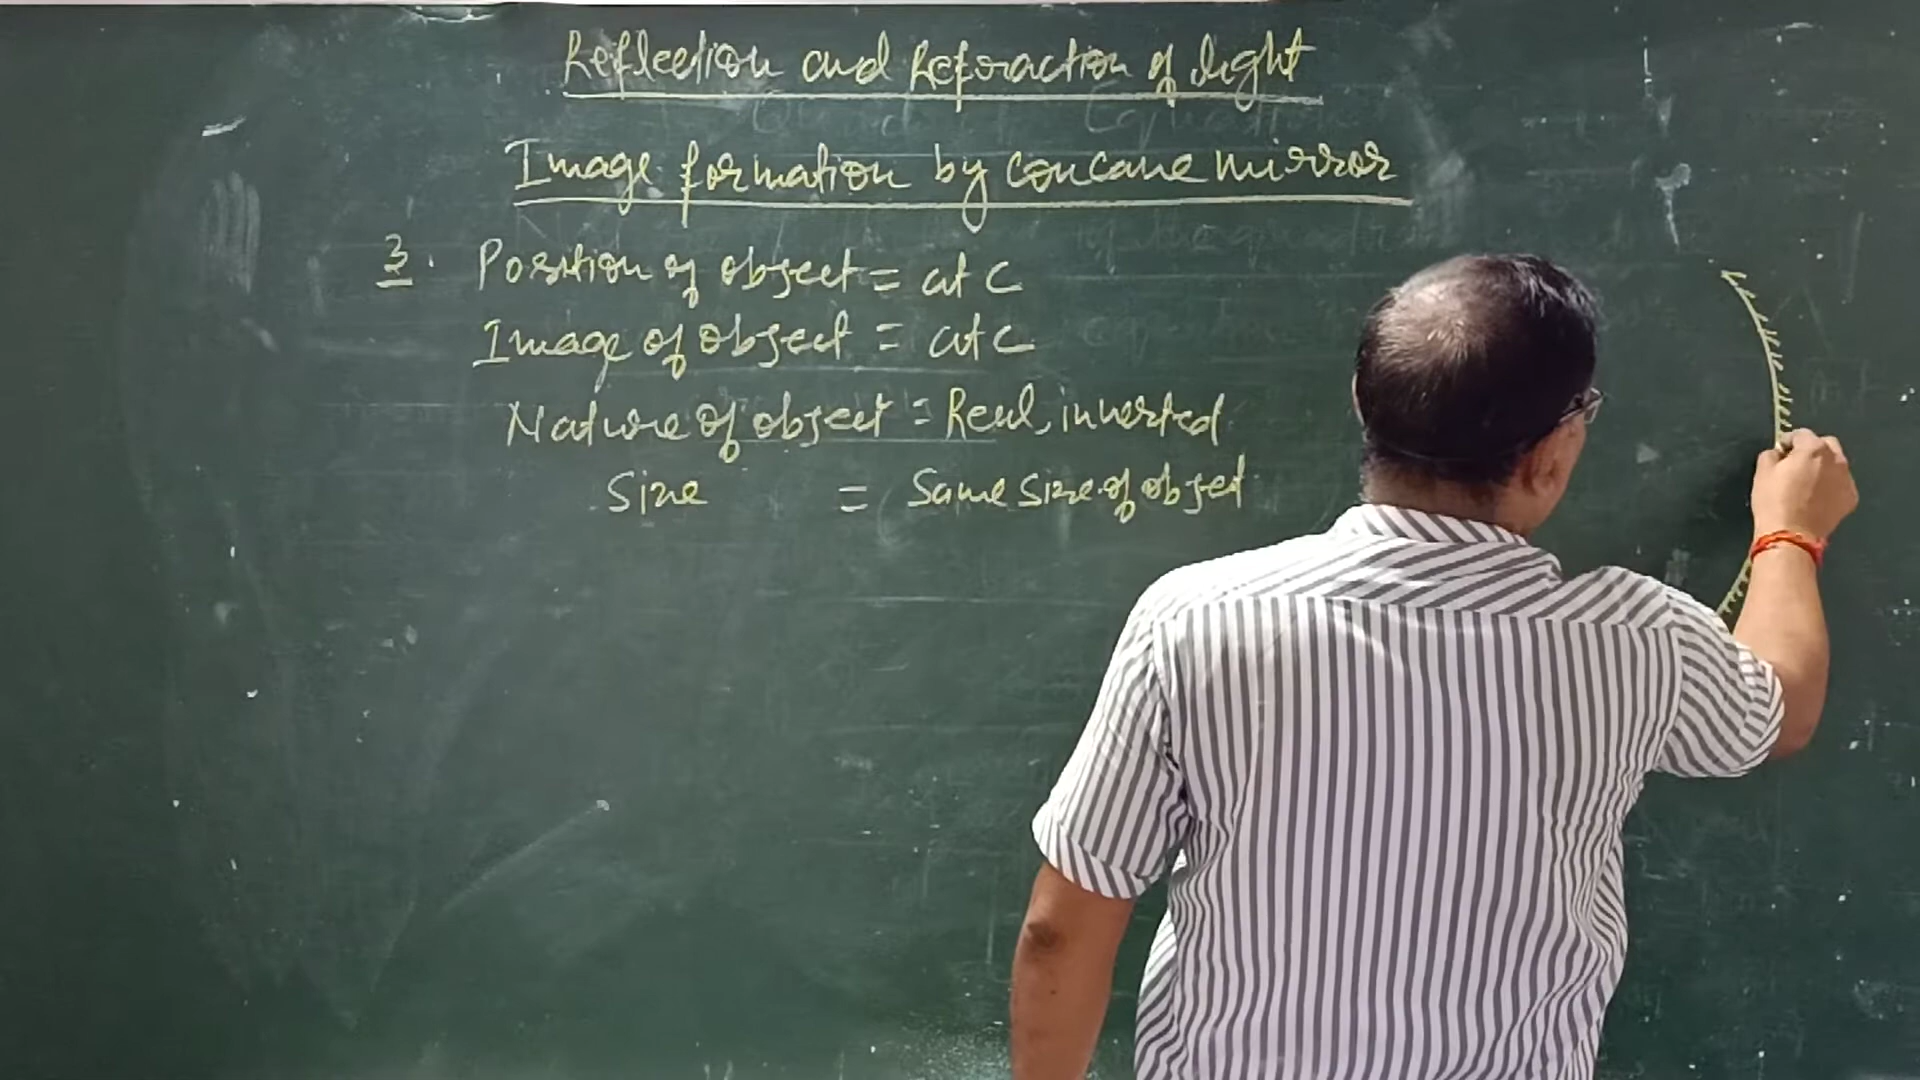 Reflection and Refraction of light
Image formation by concave mirror
3. Position of object = at C
Image of object = at C
Nature of object = Real, inverted
Size = Same size of object